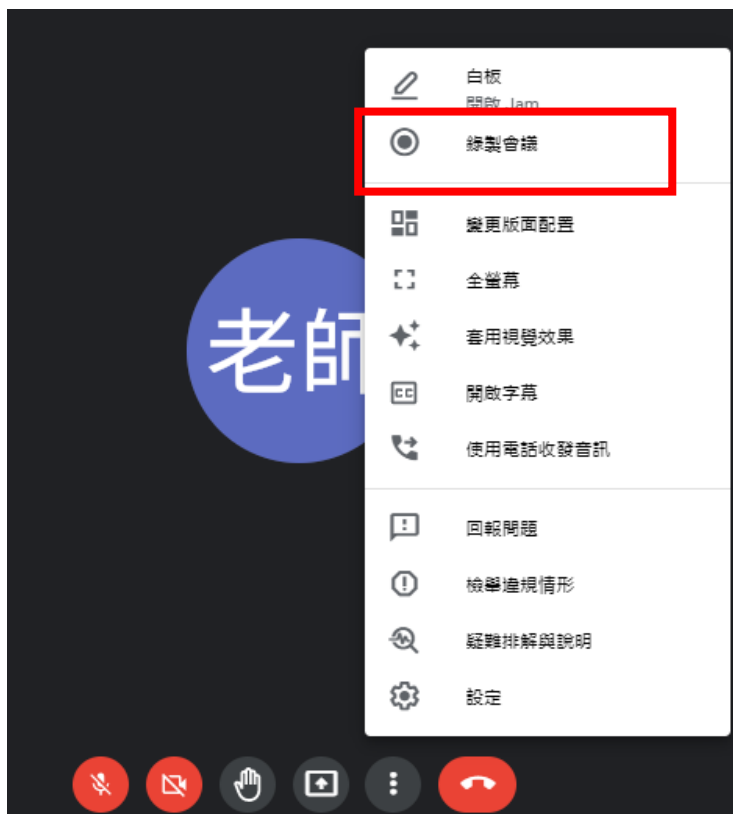 白板
開啟 Jam
錄製會議
變更版面配置
全螢幕
套用視覺效果
開啟字幕
使用電話收發音訊
回報問題
檢舉違規情形
疑難排解與說明
設定
老師
CC